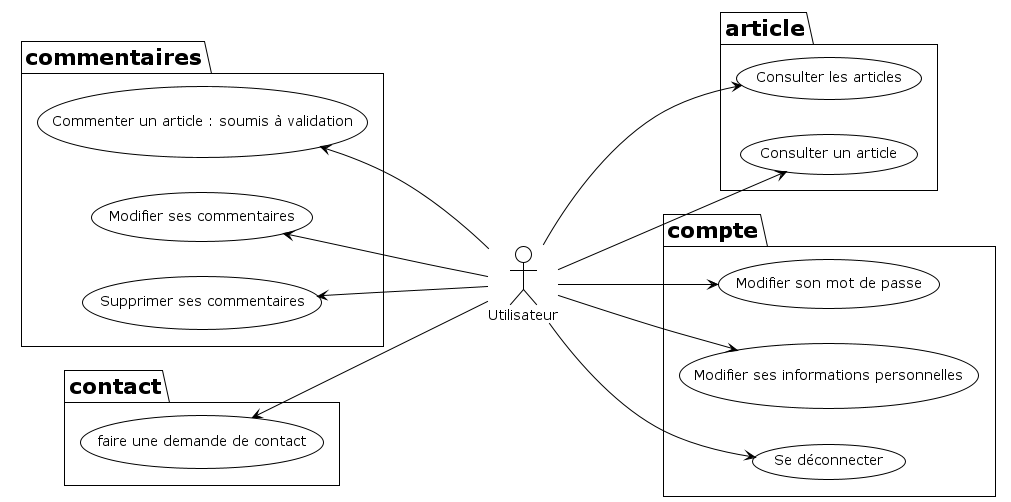 commentaires
Commenter un article : soumis à validation
Modifier ses commentaires
Supprimer ses commentaires
contact
faire une demande de contact
Utilisateur
article
Consulter les articles
Consulter un article
compte
Modifier son mot de passe
Modifier ses informations personnelles
Se déconnecter